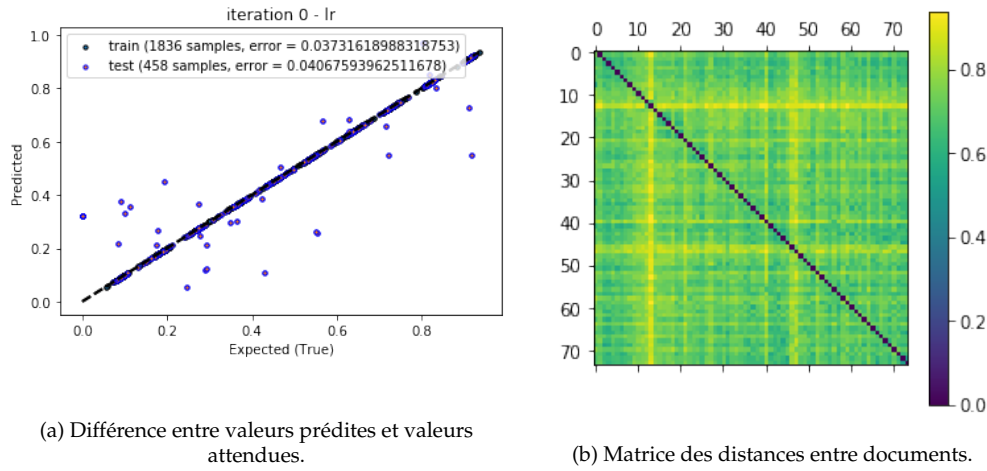 iteration 0 - lr
train (1836 samples, error = 0.03731618988318753)
test (458 samples, error = 0.04067593962511678)
1.0
0.8
0.6
0.4
0.2
0.0
Predicted
0.0 0.2 0.4 0.6 0.8
Expected (True)
(a) Différence entre valeurs prédites et valeurs
attendues.
0 10 20 30 40 50 60 70
0
10
20
30
40
50
60
70
0.8
0.6
0.4
0.2
0.0
(b) Matrice des distances entre documents.